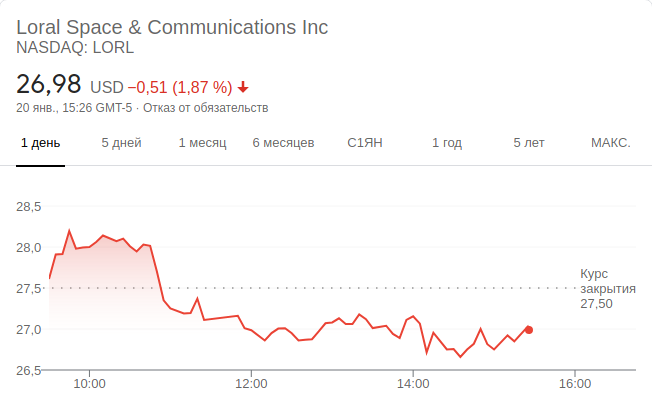 Loral Space & Communications Inc
NASDAQ: LORL
26,98 USD −0,51 (1,87 %)
20 янв., 15:26 GMT-5 · Отказ от обязательств
1 день 5 дней 1 месяц 6 месяцев С1ЯН 1 год 5 лет МАКС.
28,5
28,0
27,5
Курс
закрытия
27,50
27,0
26,5
10:00 12:00 14:00 16:00